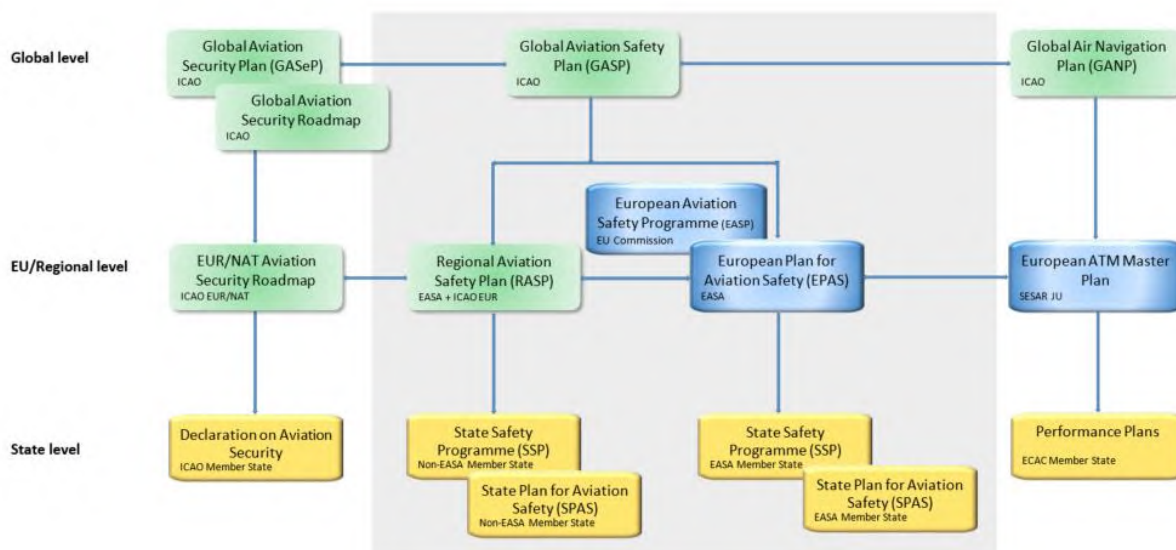 Global level
Global Aviation
Security Plan (GASeP)
ICAO
Global Aviation
Security Roadmap
ICAO
Global Aviation Safety
Plan (GASP)
ICAO
Global Air Navigation
Plan (GANP)
ICAO
European Aviation
Safety Programme (EASP)
EU Commission
EU/Regional level
EUR/NAT Aviation
Security Roadmap
ICAO EUR/NAT
Regional Aviation
Safety Plan (RASP)
EASA + ICAO EUR
European Plan for
Aviation Safety (EPAS)
EASA
European ATM Master
Plan
SESAR JU
State level
Declaration on Aviation
Security
ICAO Member State
State Safety
Programme (SSP)
Non-EASA Member State
State Plan for Aviation
Safety (SPAS)
Non-EASA Member State
State Safety
Programme (SSP)
EASA Member State
State Plan for Aviation
Safety (SPAS)
EASA Member State
Performance Plans
ECAC Member State